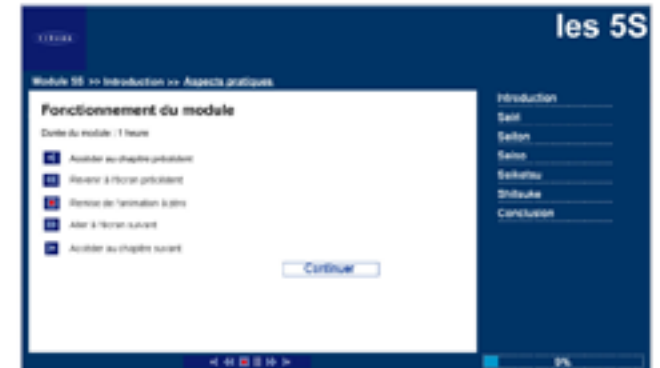 les 5S
Module 5S >> Introduction >> Aspects pratiques
Fonctionnement du module
Durée du module : 1 heure
Accéder au chapitre précédent
Revenir à l'écran précédent
Remise de l'animation à zéro
Aller à l'écran suivant
Accéder au chapitre suivant
Continuer
Introduction
Seiri
Seiton
Seiso
Seiketsu
Shitsuke
Conclusion
0%